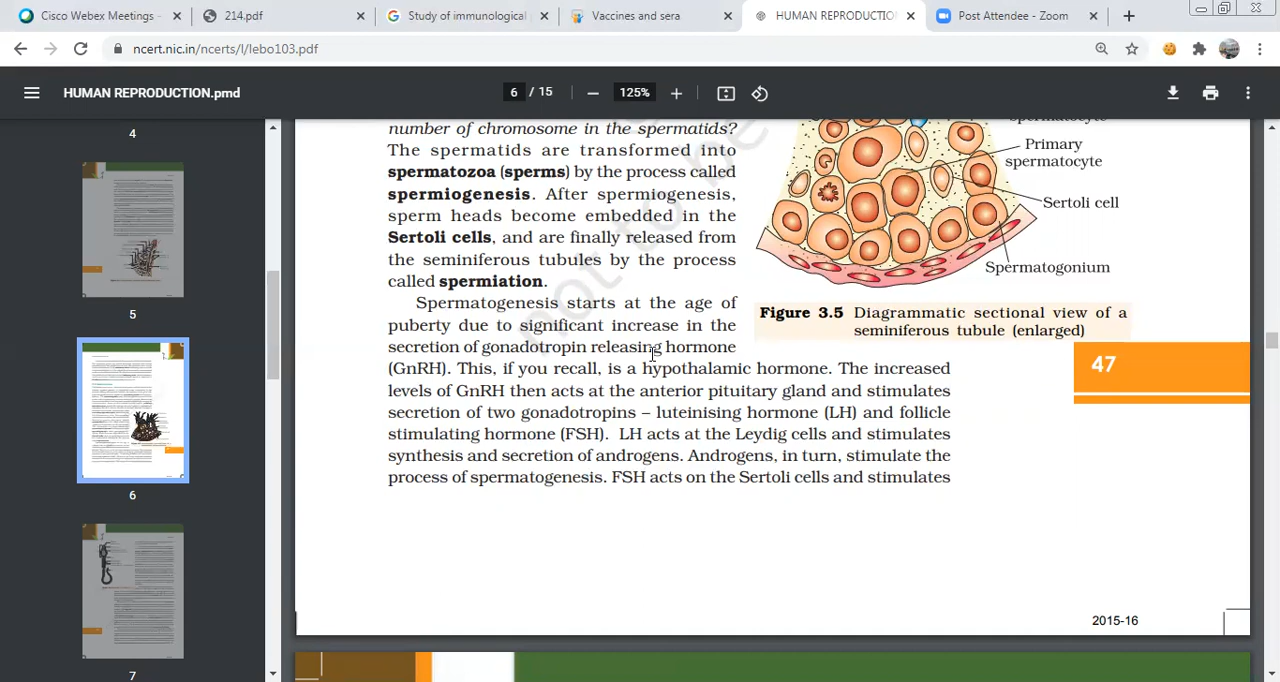 Cisco Webex Meetings -
214.pdf
Study of immunological
Vaccines and sera
HUMAN REPRODUCTIO
Post Attendee - Zoom
ncert.nic.in/ncerts/l/lebo103.pdf
HUMAN REPRODUCTION.pmd
6 / 15
125%
4
5
6
7
number of chromosome in the spermatids?
The spermatids are transformed into
spermatozoa (sperms) by the process called
spermiogenesis. After spermiogenesis,
sperm heads become embedded in the
Sertoli cells, and are finally released from
the seminiferous tubules by the process
called spermiation.
Spermatogenesis starts at the age of
puberty due to significant increase in the
secretion of gonadotropin releasing hormone
(GnRH). This, if you recall, is a hypothalamic hormone. The increased
levels of GnRH then acts at the anterior pituitary gland and stimulates
secretion of two gonadotropins – luteinising hormone (LH) and follicle
stimulating hormone (FSH). LH acts at the Leydig cells and stimulates
synthesis and secretion of androgens. Androgens, in turn, stimulate the
process of spermatogenesis. FSH acts on the Sertoli cells and stimulates
spermatocyte
Primary
spermatocyte
Sertoli cell
Spermatogonium
Figure 3.5 Diagrammatic sectional view of a
seminiferous tubule (enlarged)
47
not to be
2015-16